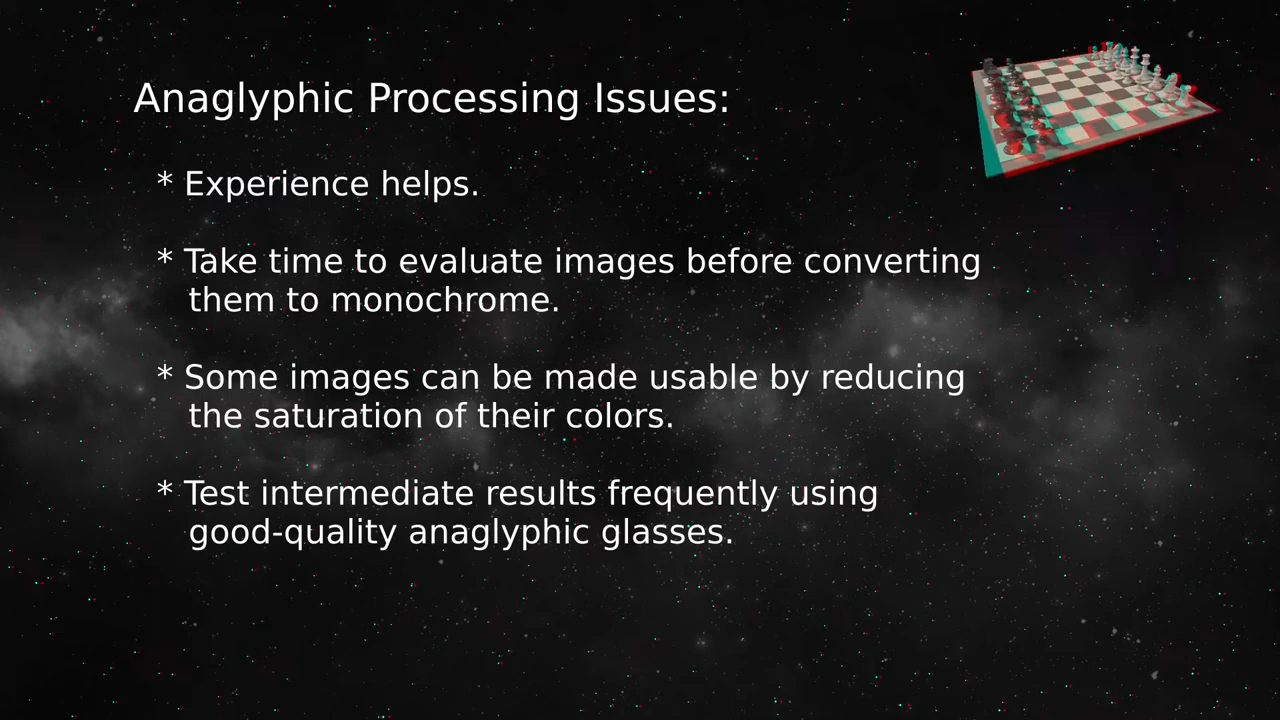 Anaglyphic Processing Issues:
* Experience helps.
* Take time to evaluate images before converting
them to monochrome.
* Some images can be made usable by reducing
the saturation of their colors.
* Test intermediate results frequently using
good-quality anaglyphic glasses.